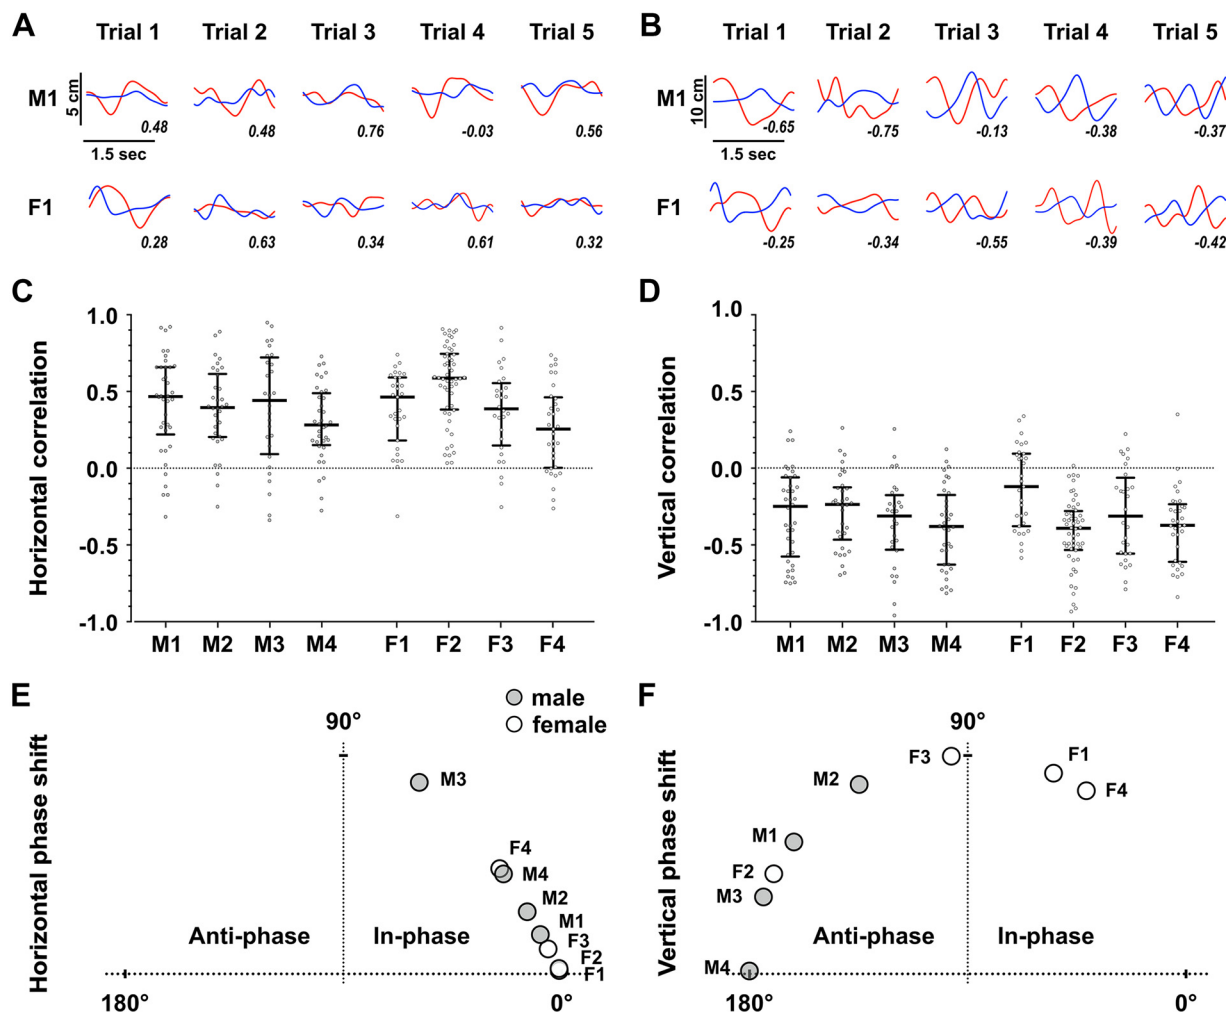 A
Trial 1 Trial 2 Trial 3 Trial 4 Trial 5
M1
5 cm
0.48 0.48 0.76 -0.03 0.56
1.5 sec
F1
0.28 0.63 0.34 0.61 0.32
B
Trial 1 Trial 2 Trial 3 Trial 4 Trial 5
M1
10 cm
-0.65 -0.75 -0.13 -0.38 -0.37
1.5 sec
F1
-0.25 -0.34 -0.55 -0.39 -0.42
C
Horizontal correlation
1.0
0.5
0.0
-0.5
-1.0
M1 M2 M3 M4 F1 F2 F3 F4
D
Vertical correlation
1.0
0.5
0.0
-0.5
-1.0
M1 M2 M3 M4 F1 F2 F3 F4
E
male
female
Horizontal phase shift
90°
M3
F4
M4
M2
M1
F3
F2
F1
Anti-phase In-phase
180° 0°
F
Vertical phase shift
90°
F3
F1
F4
M2
M1
F2
M3
M4
Anti-phase In-phase
180° 0°